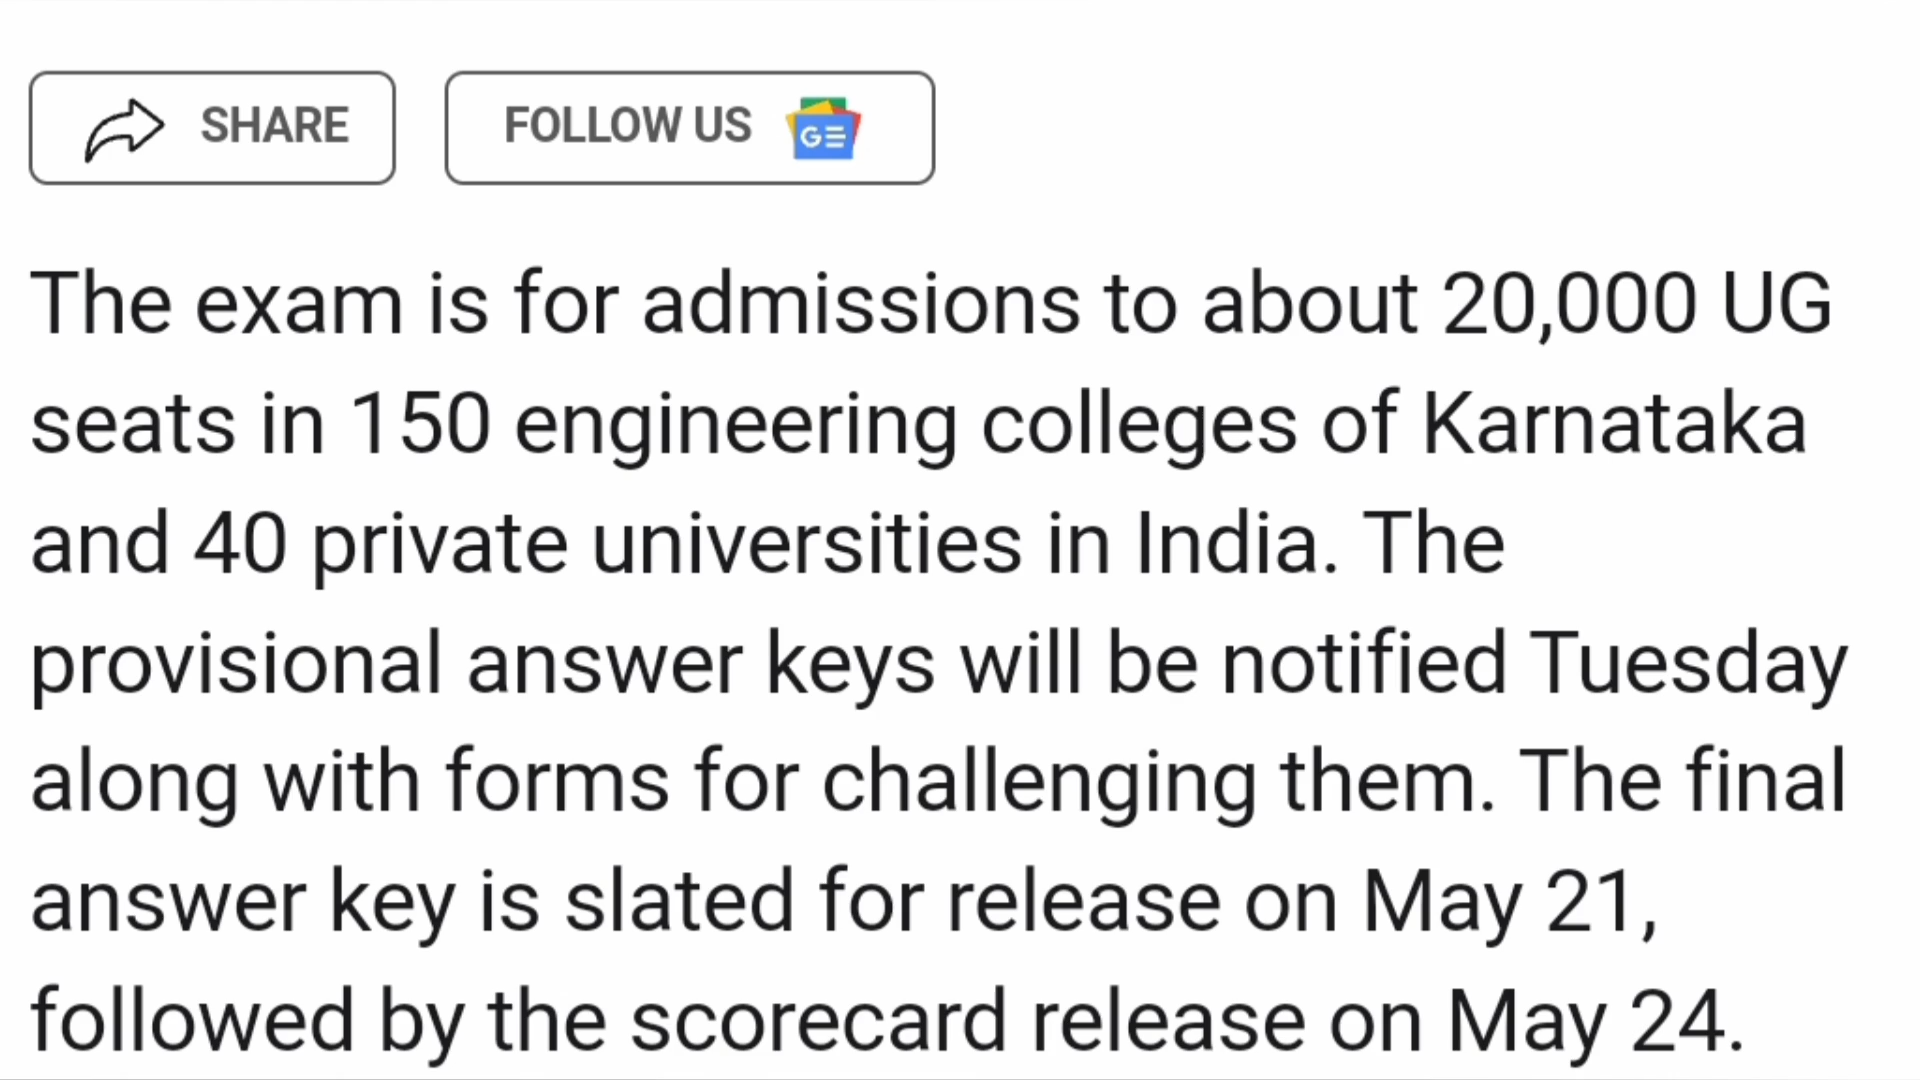 SHARE
FOLLOW US
GE
The exam is for admissions to about 20,000 UG
seats in 150 engineering colleges of Karnataka
and 40 private universities in India. The
provisional answer keys will be notified Tuesday
along with forms for challenging them. The final
answer key is slated for release on May 21,
followed by the scorecard release on May 24.